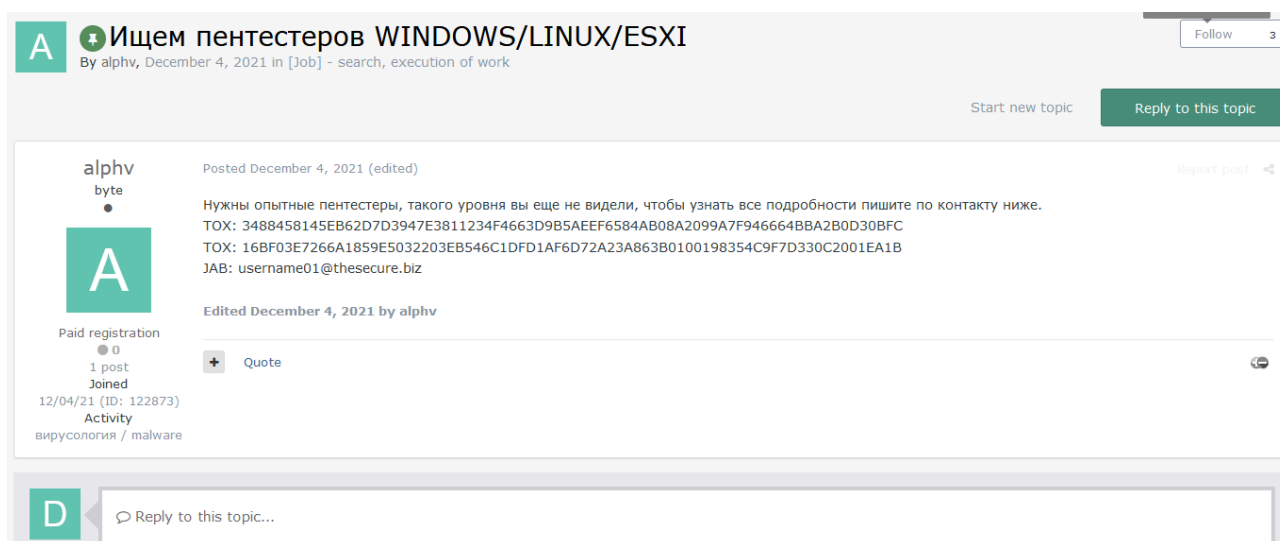 A
Ищем пентестеров WINDOWS/LINUX/ESXI
By alphv, December 4, 2021 in [Job] - search, execution of work
Follow 3
Start new topic
Reply to this topic
alphv
byte
A
Paid registration
0
1 post
Joined
12/04/21 (ID: 122873)
Activity
вирусология / malware
Posted December 4, 2021 (edited)
Report post
Нужны опытные пентестеры, такого уровня вы еще не видели, чтобы узнать все подробности пишите по контакту ниже.
TOX: 3488458145EB62D7D3947E3811234F4663D9B5AEEF6584AB08A2099A7F946664BBA2B0D30BFC
TOX: 16BF03E7266A1859E5032203EB546C1DFD1AF6D72A23A863B0100198354C9F7D330C2001EA1B
JAB: username01@thesecure.biz
Edited December 4, 2021 by alphv
+ Quote
D
Reply to this topic...